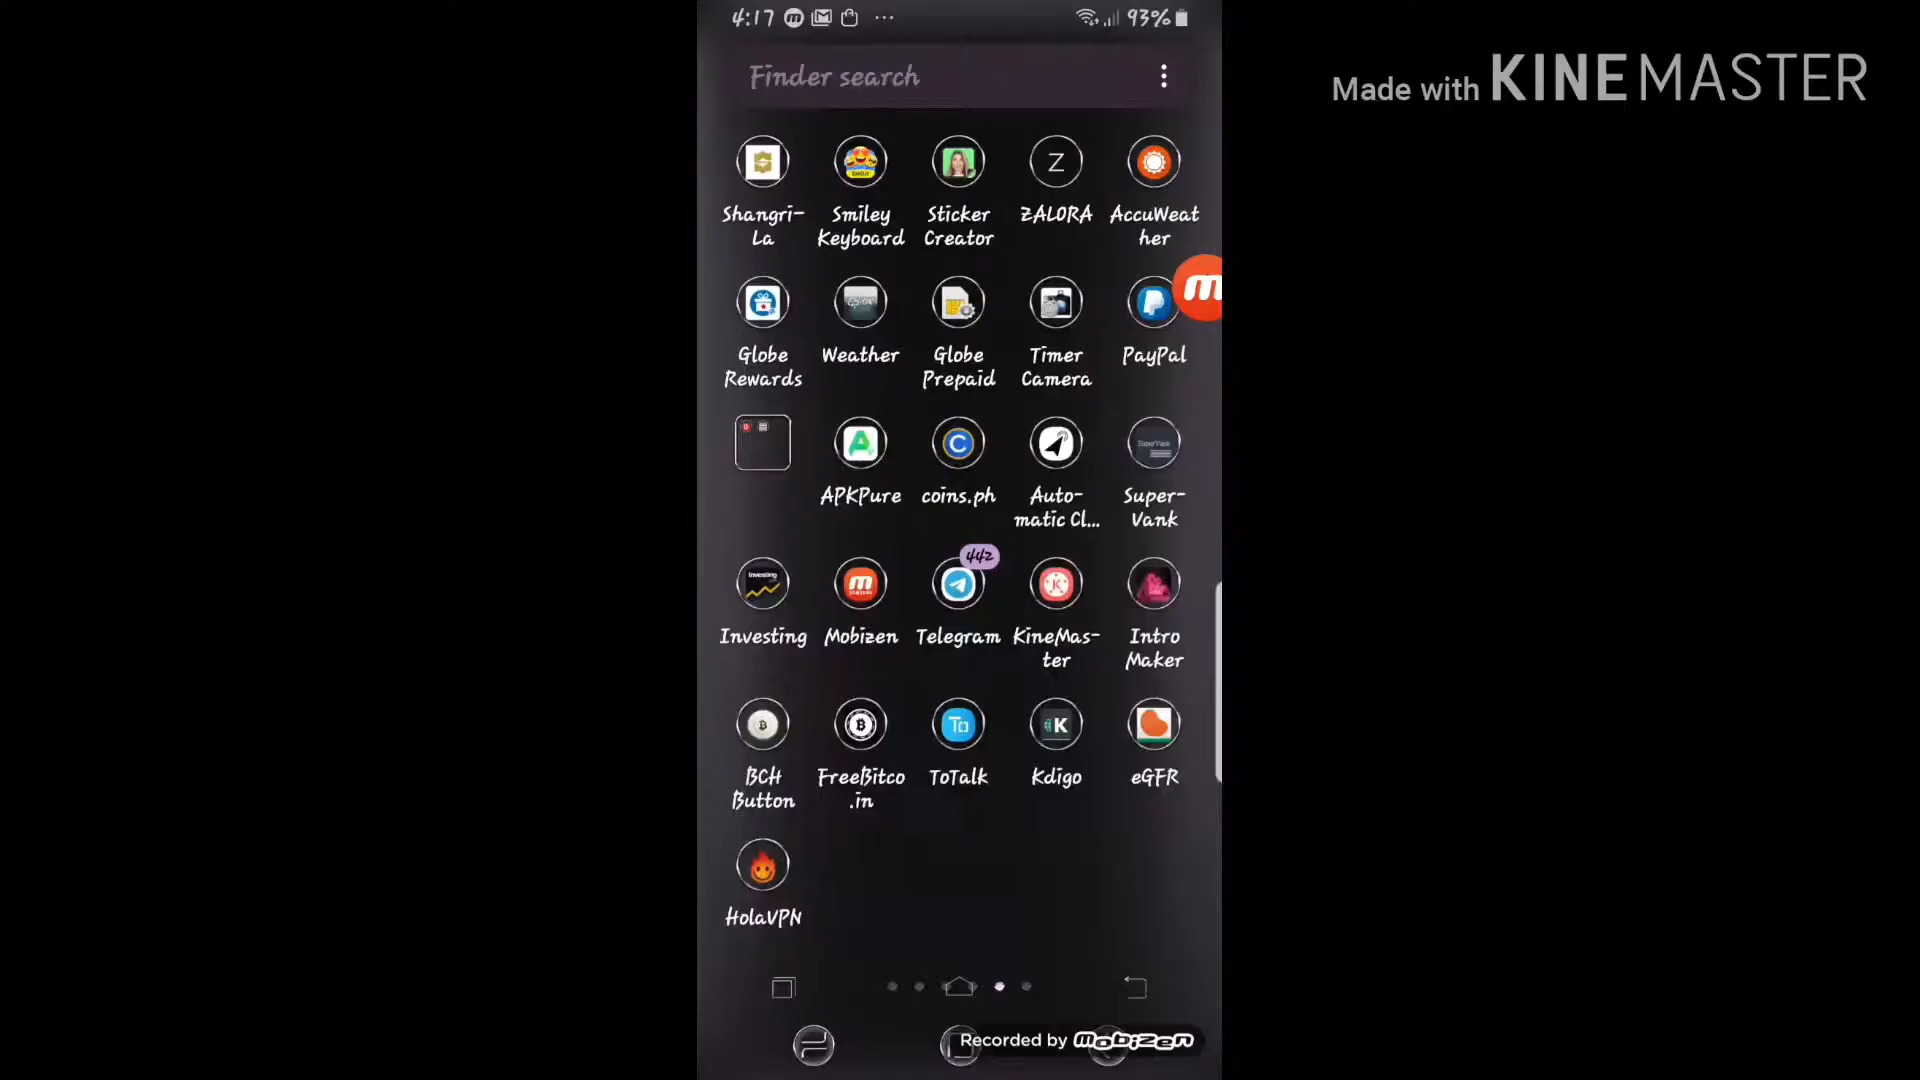 4:17
93%
Made with KINEMASTER
Finder search
Shangri-
La
Smiley
Keyboard
Sticker
Creator
ZALORA
AccuWeat
her
Globe
Rewards
Weather
Globe
Prepaid
Timer
Camera
PayPal
APKPure
coins.ph
Auto-
matic Cl...
Super-
Vank
442
Investing
Mobizen
Telegram
KineMas-
ter
Intro
Maker
BCH
Button
FreeBitco
.in
ToTalk
Kdigo
eGFR
HolaVPN
Recorded by mobizen